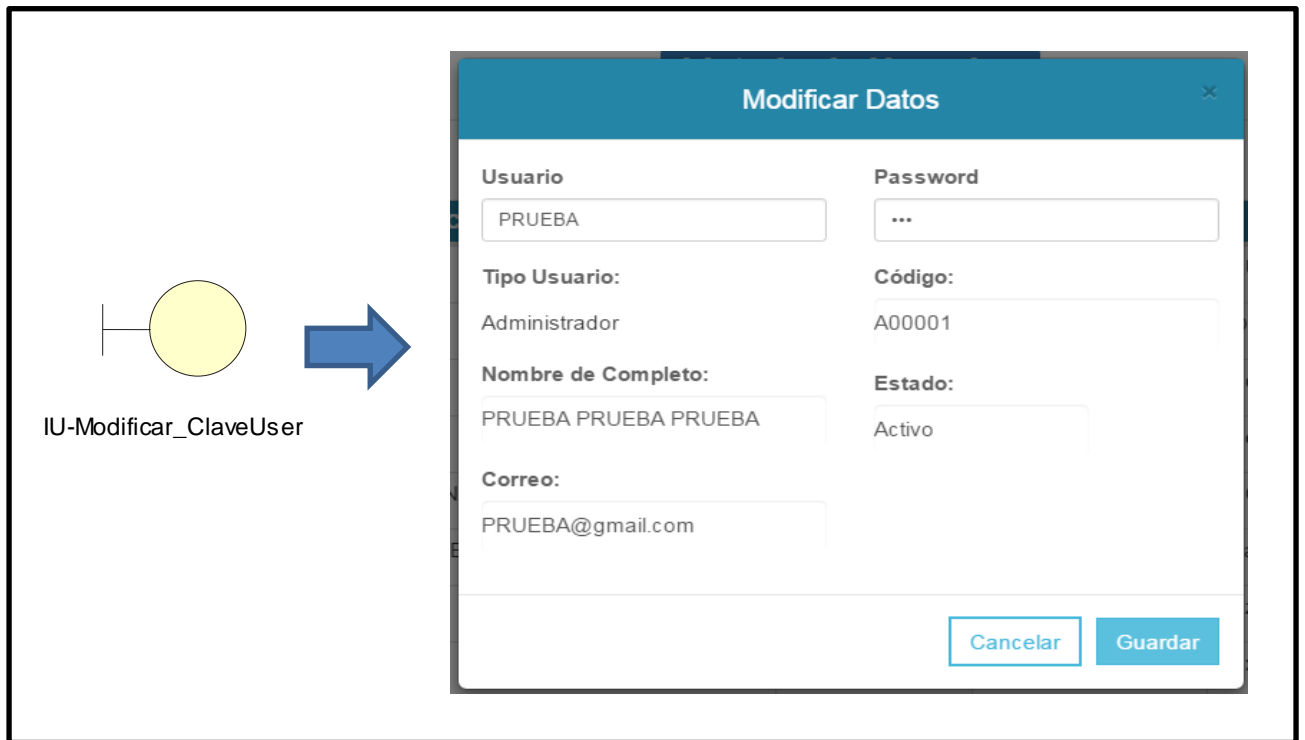 Modificar Datos
×
Usuario
Password
PRUEBA
•••
Tipo Usuario:
Código:
Administrador
A00001
Nombre de Completo:
Estado:
PRUEBA PRUEBA PRUEBA
Activo
IU-Modificar_ClaveUser
Correo:
PRUEBA@gmail.com
Cancelar
Guardar